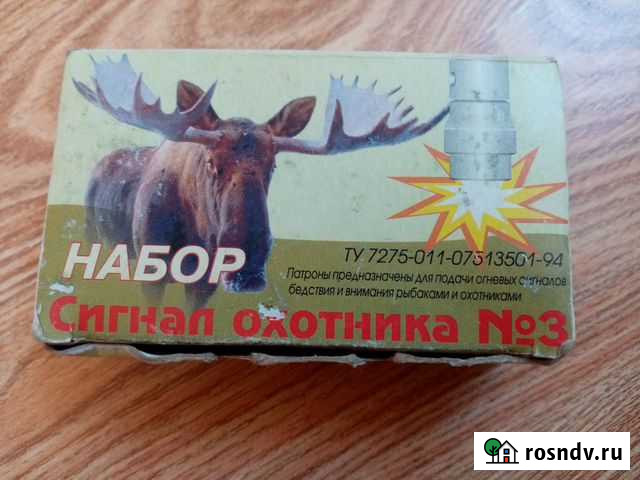 НАБОР
ТУ 7275-011-07513501-94
Патроны предназначены для подачи огневых сигналов
бедствия и внимания рыбаками и охотниками
Сигнал охотника №3
rosndv.ru